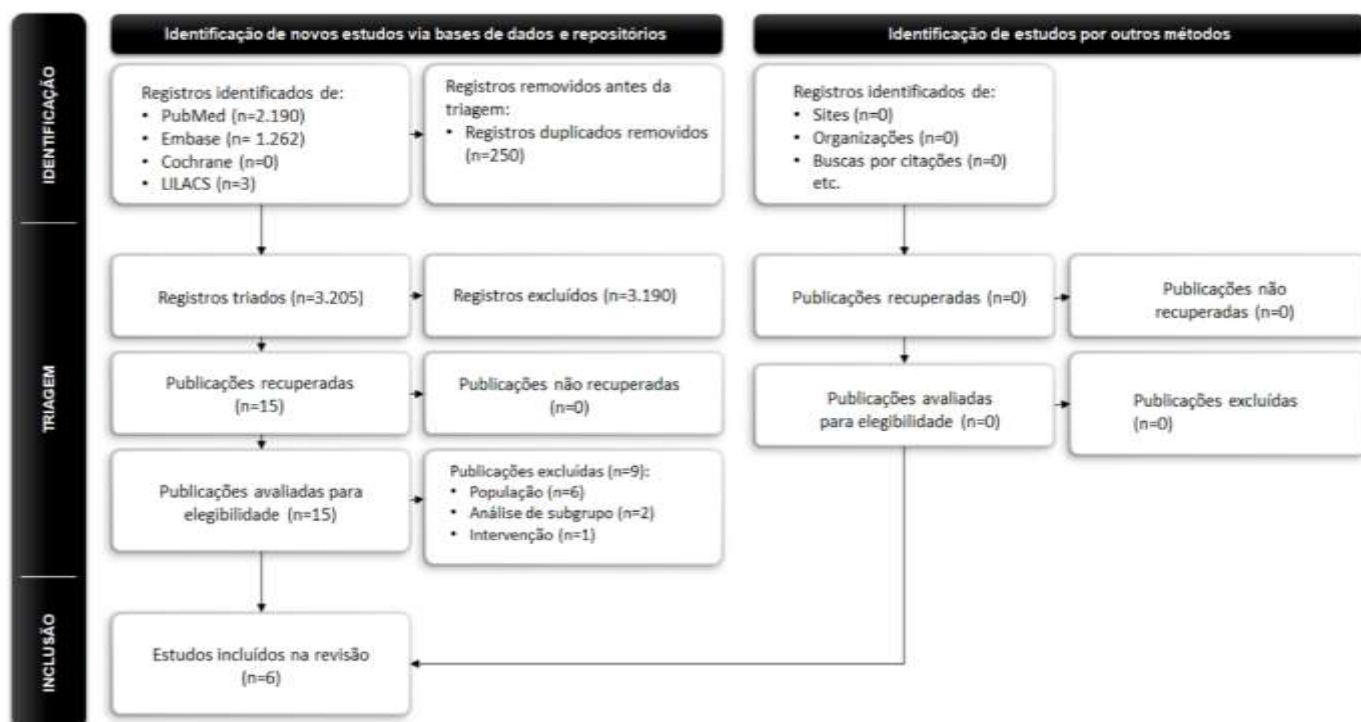 Identificação de novos estudos via bases de dados e repositórios
Identificação de estudos por outros métodos
IDENTIFICAÇÃO
Registros identificados de:
• PubMed (n=2.190)
• Embase (n= 1.262)
• Cochrane (n=0)
• LILACS (n=3)
Registros removidos antes da
triagem:
• Registros duplicados removidos
(n=250)
Registros identificados de:
• Sites (n=0)
• Organizações (n=0)
• Buscas por citações (n=0)
etc.
TRIAGEM
Registros triados (n=3.205)
Registros excluídos (n=3.190)
Publicações recuperadas (n=0)
Publicações não
recuperadas (n=0)
Publicações recuperadas
(n=15)
Publicações não recuperadas
(n=0)
Publicações avaliadas
para elegibilidade (n=0)
Publicações excluídas
(n=0)
Publicações avaliadas para
elegibilidade (n=15)
Publicações excluídas (n=9):
• População (n=6)
• Análise de subgrupo (n=2)
• Intervenção (n=1)
INCLUSÃO
Estudos incluídos na revisão
(n=6)